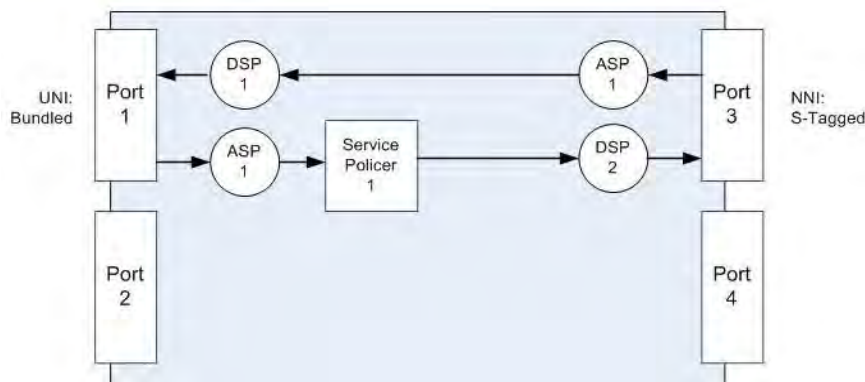 UNI:
Bundled
Port
1
DSP
1
ASP
1
Port
3
NNI:
S-Tagged
ASP
1
Service
Policer
1
DSP
2
Port
2
Port
4